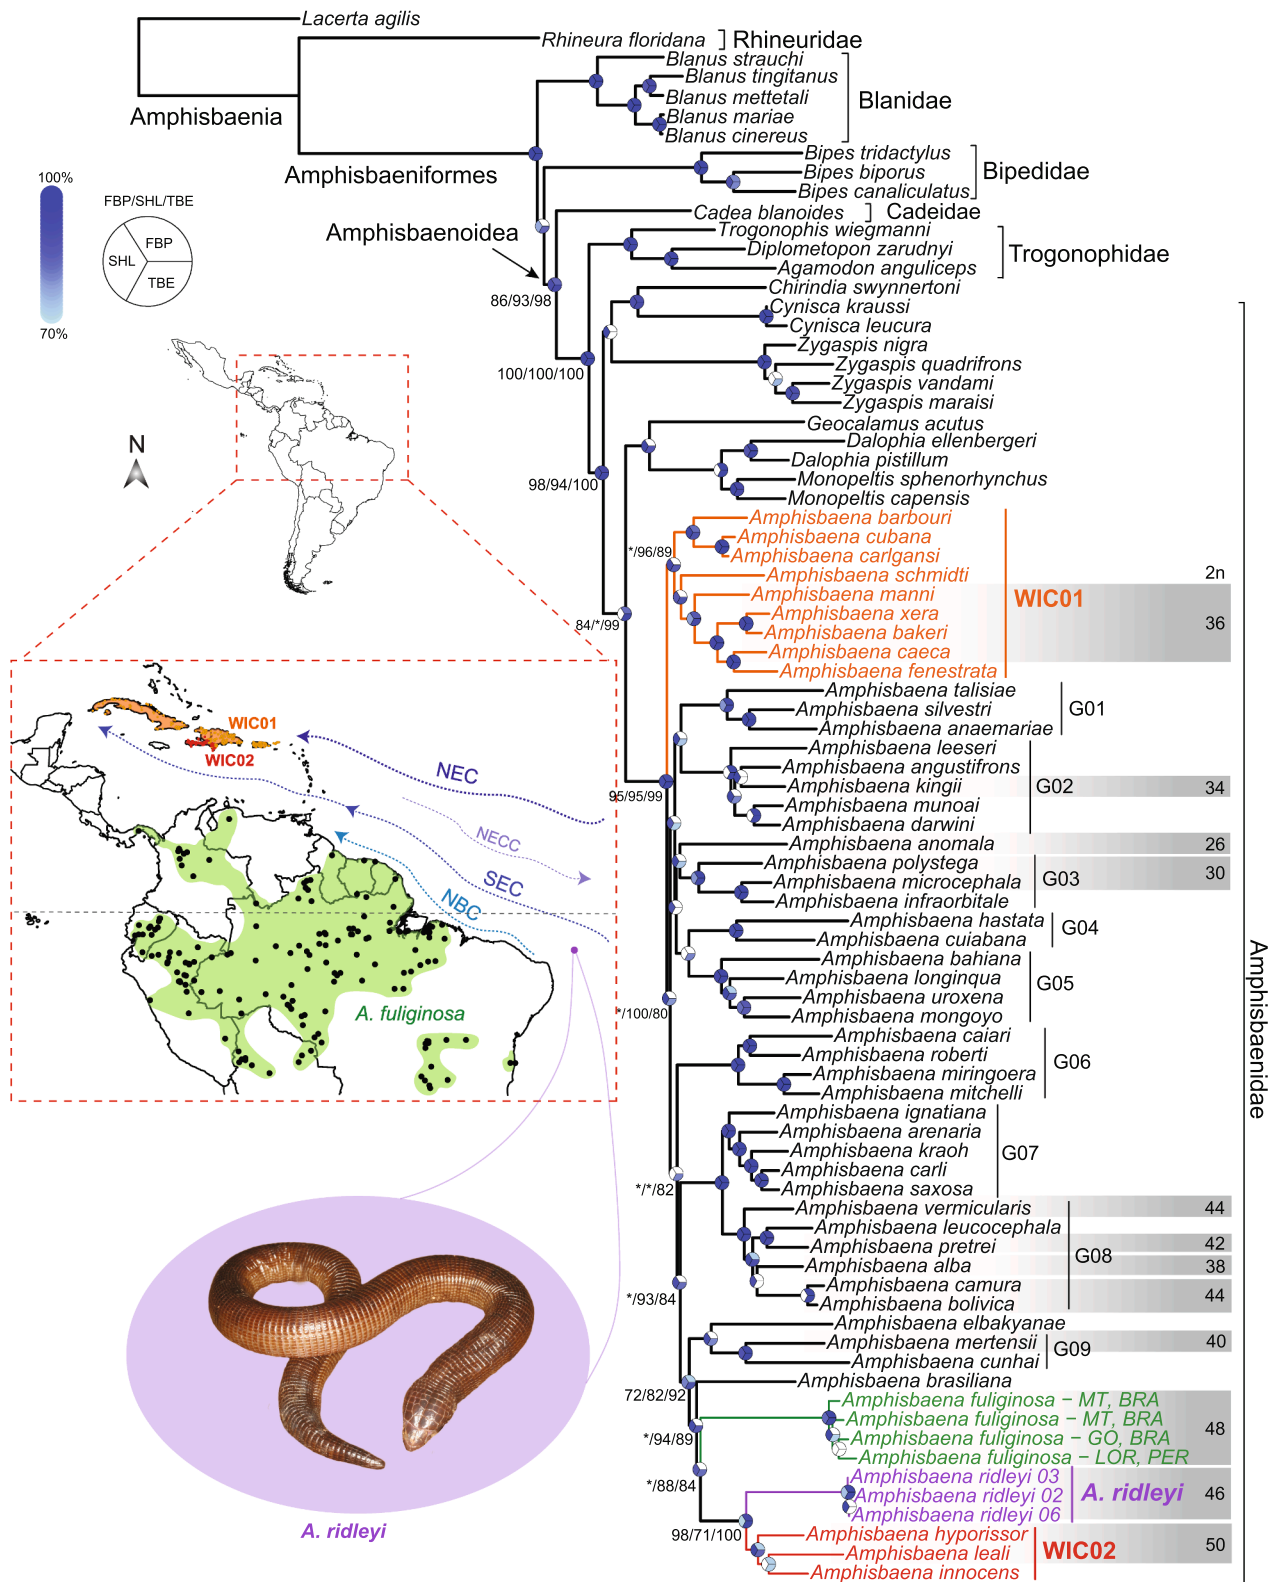 Lacerta agilis
Rhineura floridana
Rhineuridae
Blanus strauchi
Blanus tingitanus
Blanus mettetali
Blanus mariae
Blanus cinereus
Blanidae
Amphisbaenia
Amphisbaeniformes
Bipes tridactylus
Bipes biporus
Bipes canaliculatus
Bipedidae
100%
FBP/SHL/TBE
FBP
SHL
TBE
70%
Cadea blanoides
Cadeidae
Amphisbaenoidea
Trogonophis wiegmanni
Diplometopon zarudnyi
Agamodon anguliceps
Trogonophidae
86/93/98
Chirindia swynnertoni
Cynisca kraussi
Cynisca leucura
Zygaspis nigra
Zygaspis quadrifrons
Zygaspis vandami
Zygaspis maraisi
100/100/100
Geocalamus acutus
Dalophia ellenbergeri
Dalophia pistillum
Monopeltis sphenorhynchus
Monopeltis capensis
98/94/100
N
Amphisbaena barbouri
Amphisbaena cubana
Amphisbaena carlgansi
Amphisbaena schmidti
Amphisbaena manni
Amphisbaena xera
Amphisbaena bakeri
Amphisbaena caeca
Amphisbaena fenestrata
WIC01
2n
36
*/96/89
84/*/99
Amphisbaena talisiae
Amphisbaena silvestri
Amphisbaena anaemariae
G01
Amphisbaena leeseri
Amphisbaena angustifrons
Amphisbaena kingii
Amphisbaena munoai
Amphisbaena darwini
G02
34
95/95/99
Amphisbaena anomala
26
Amphisbaena polystega
Amphisbaena microcephala
Amphisbaena infraorbitale
G03
30
Amphisbaena hastata
Amphisbaena cuiabana
G04
Amphisbaena bahiana
Amphisbaena longinqua
Amphisbaena uroxena
Amphisbaena mongoyo
G05
*/100/80
Amphisbaenidae
WIC01
WIC02
NEC
NECC
SEC
NBC
A. fuliginosa
Amphisbaena caiari
Amphisbaena roberti
Amphisbaena miringoera
Amphisbaena mitchelli
G06
Amphisbaena ignatiana
Amphisbaena arenaria
Amphisbaena kraoh
Amphisbaena carli
Amphisbaena saxosa
G07
*/*/82
Amphisbaena vermicularis
Amphisbaena leucocephala
Amphisbaena pretrei
Amphisbaena alba
Amphisbaena camura
Amphisbaena bolivica
G08
44
42
38
44
*/93/84
Amphisbaena elbakyanae
Amphisbaena mertensii
Amphisbaena cunhai
G09
40
Amphisbaena brasiliana
72/82/92
Amphisbaena fuliginosa – MT, BRA
Amphisbaena fuliginosa – MT, BRA
Amphisbaena fuliginosa – GO, BRA
Amphisbaena fuliginosa – LOR, PER
48
*/94/89
*/88/84
Amphisbaena ridleyi 03
Amphisbaena ridleyi 02
Amphisbaena ridleyi 06
A. ridleyi
46
98/71/100
Amphisbaena hyporissor
Amphisbaena leali
Amphisbaena innocens
WIC02
50
A. ridleyi